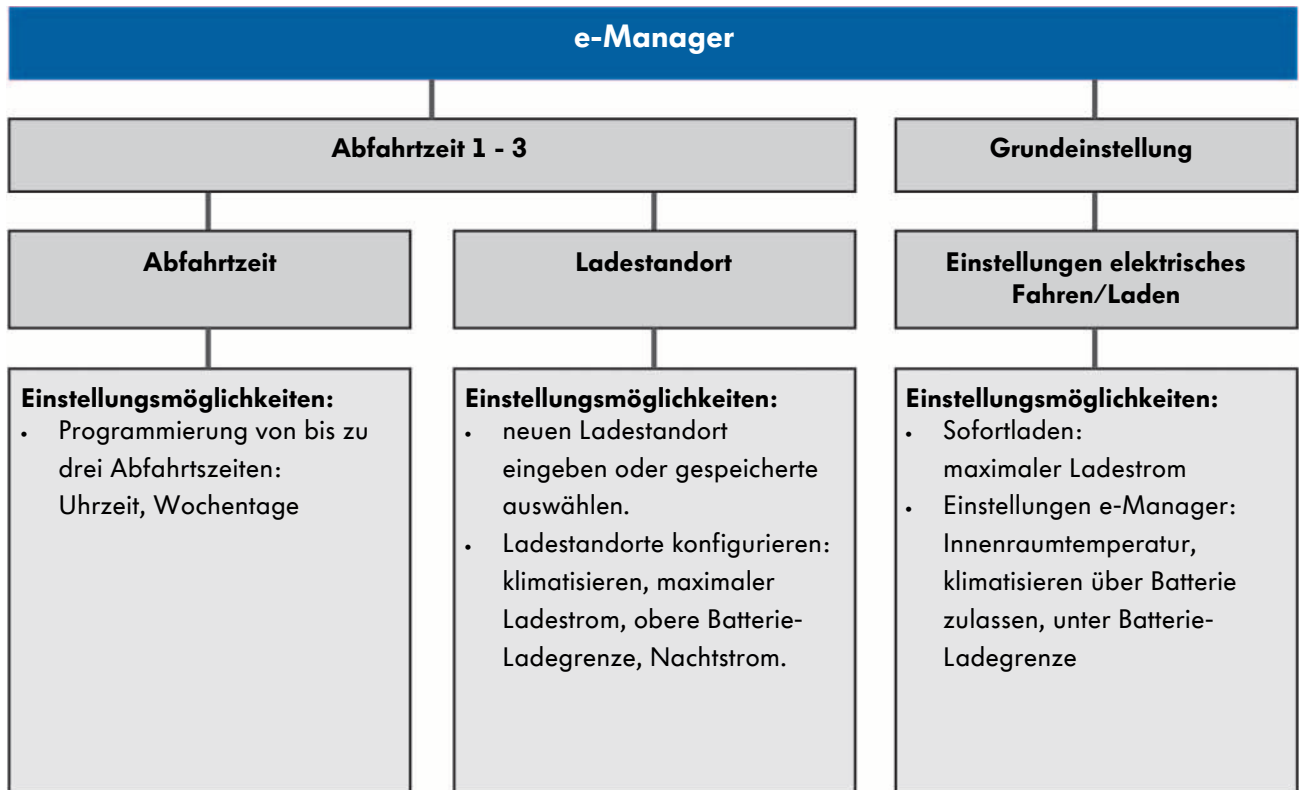 e-Manager
Abfahrtzeit 1 - 3
Grundeinstellung
Abfahrtzeit
Ladestandort
Einstellungen elektrisches
Fahren/Laden
Einstellungsmöglichkeiten:
• Programmierung von bis zu
drei Abfahrtszeiten:
Uhrzeit, Wochentage
Einstellungsmöglichkeiten:
• neuen Ladestandort
eingeben oder gespeicherte
auswählen.
• Ladestandorte konfigurieren:
klimatisieren, maximaler
Ladestrom, obere Batterie-
Ladegrenze, Nachtstrom.
Einstellungsmöglichkeiten:
• Sofortladen:
maximaler Ladestrom
• Einstellungen e-Manager:
Innenraumtemperatur,
klimatisieren über Batterie
zulassen, unter Batterie-
Ladegrenze